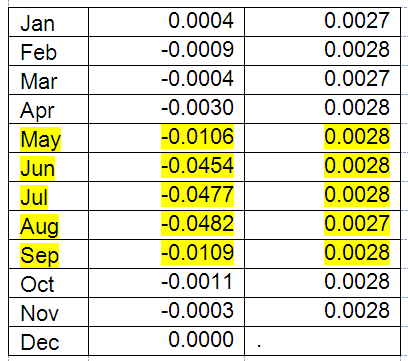 Jan 0.0004 0.0027
Feb -0.0009 0.0028
Mar -0.0004 0.0027
Apr -0.0030 0.0028
May -0.0106 0.0028
Jun -0.0454 0.0028
Jul -0.0477 0.0028
Aug -0.0482 0.0027
Sep -0.0109 0.0028
Oct -0.0011 0.0028
Nov -0.0003 0.0028
Dec 0.0000 .